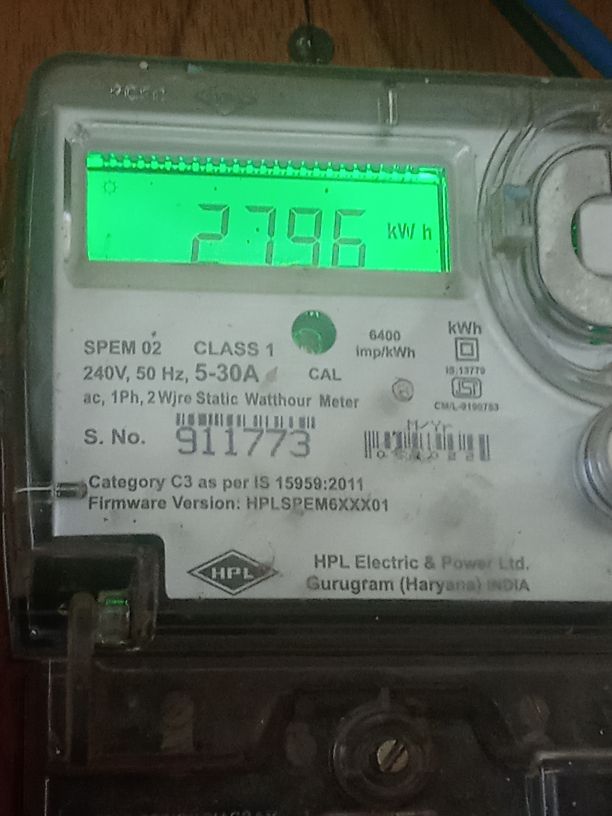 2796 kWh
SPEM 02 CLASS 1
6400
imp/kWh
kWh
240V, 50 Hz, 5-30A
CAL
IS:13779
ac, 1Ph, 2 Wire Static Watthour Meter
S. No. 911773
M/Yr
Category C3 as per IS 15959:2011
Firmware Version: HPLSPEM6XXX01
HPL
HPL Electric & Power Ltd.
Gurugram (Haryana) INDIA